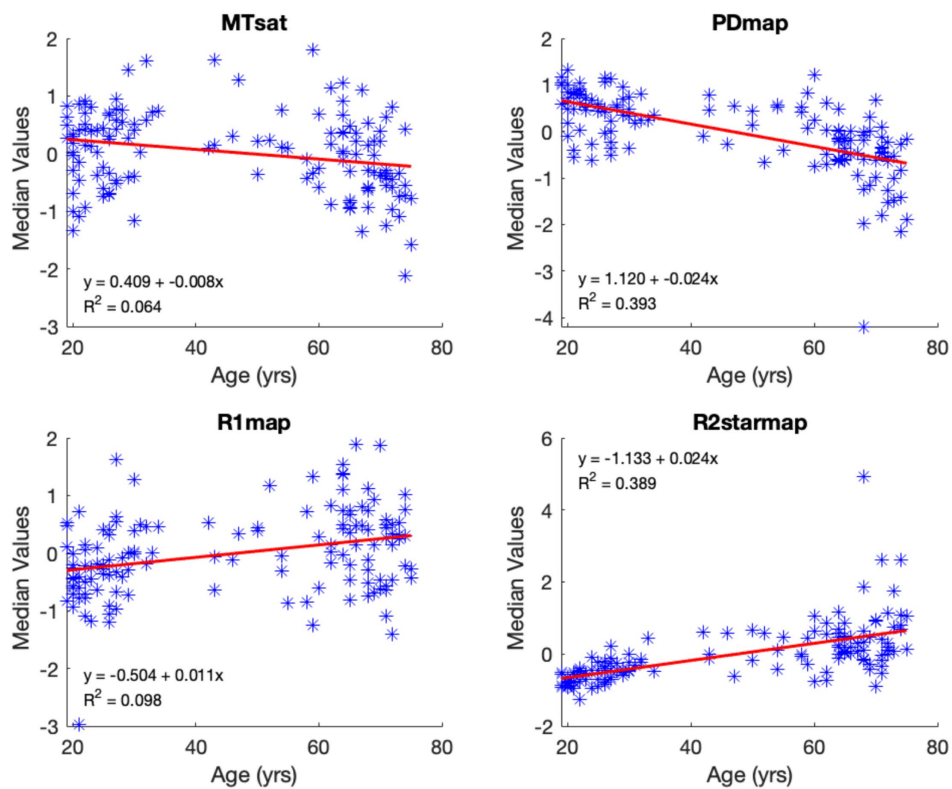 MTsat
Median Values
2
1
0
-1
-2
-3
y = 0.409 + -0.008x
R² = 0.064
20 40 60 80
Age (yrs)
PDmap
Median Values
2
1
0
-1
-2
-3
-4
y = 1.120 + -0.024x
R² = 0.393
20 40 60 80
Age (yrs)
R1map
Median Values
2
1
0
-1
-2
-3
y = -0.504 + 0.011x
R² = 0.098
20 40 60 80
Age (yrs)
R2starmap
Median Values
6
4
2
0
-2
y = -1.133 + 0.024x
R² = 0.389
20 40 60 80
Age (yrs)